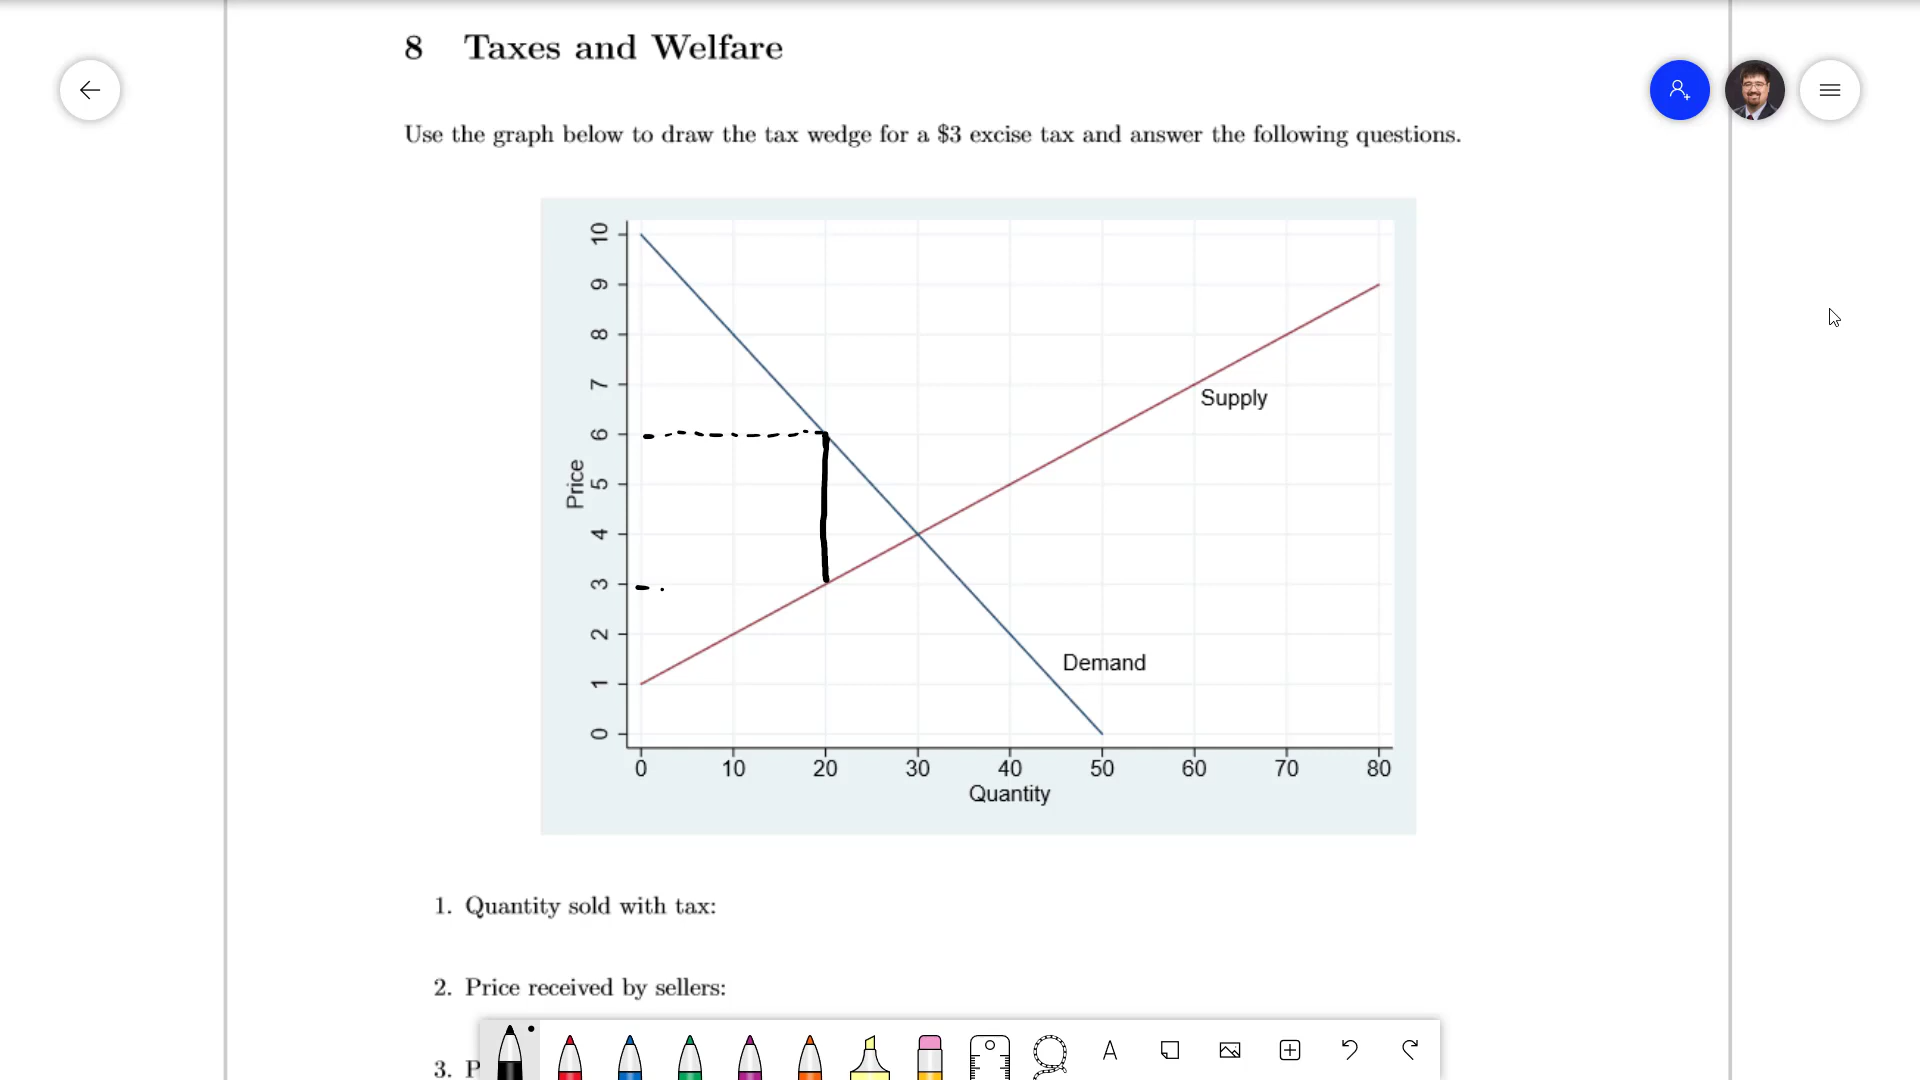 8 Taxes and Welfare
Use the graph below to draw the tax wedge for a $3 excise tax and answer the following questions.
10
9
8
7
6
5
4
3
2
1
0
Price
Supply
Demand
0 10 20 30 40 50 60 70 80
Quantity
1. Quantity sold with tax:
2. Price received by sellers:
3. P
A